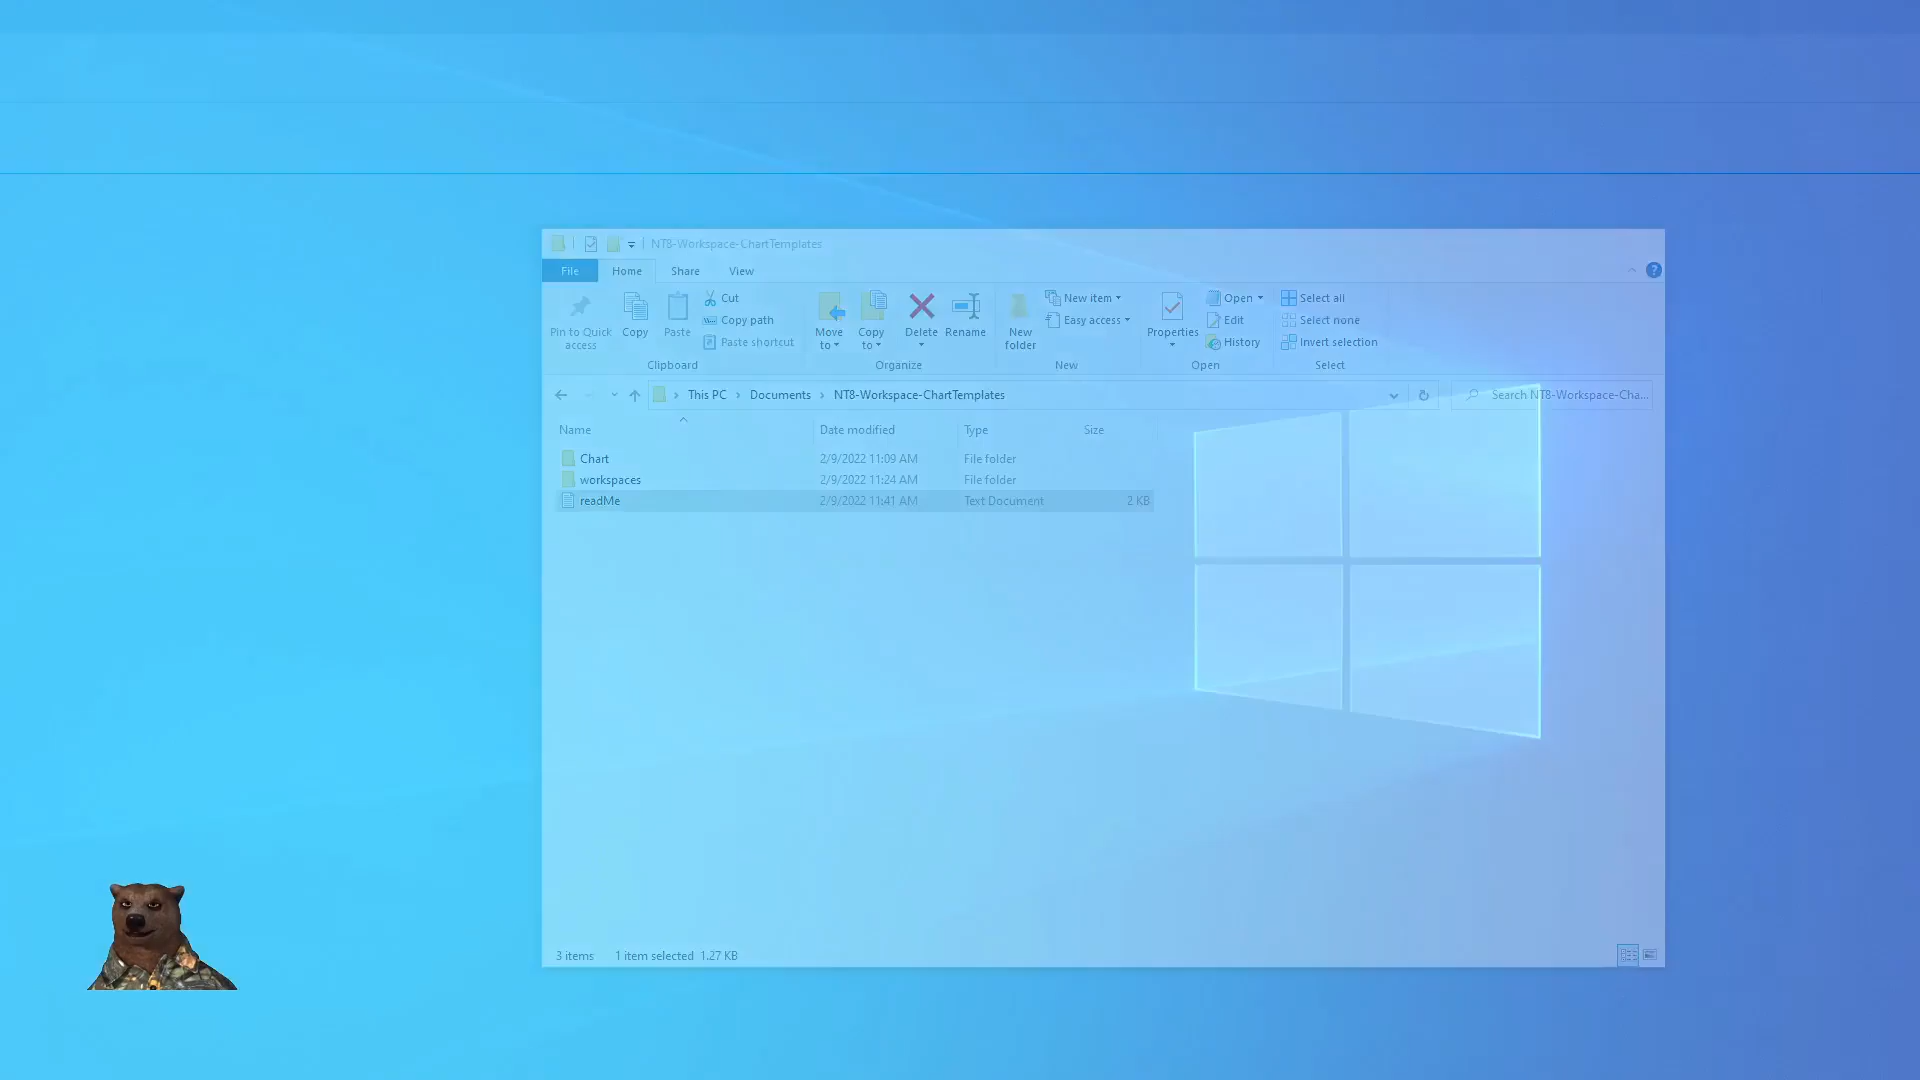 NT8-Workspace-ChartTemplates
File Home Share View
Pin to Quick access
Copy
Paste
Cut
Copy path
Paste shortcut
Clipboard
Move to
Copy to
Delete
Rename
Organize
New folder
New item
Easy access
New
Properties
Open
Edit
History
Open
Select all
Select none
Invert selection
Select
This PC › Documents › NT8-Workspace-ChartTemplates
Search NT8-Workspace-Cha...
Name Date modified Type Size
Chart 2/9/2022 11:09 AM File folder
workspaces 2/9/2022 11:24 AM File folder
readMe 2/9/2022 11:41 AM Text Document 2 KB
3 items 1 item selected 1.27 KB